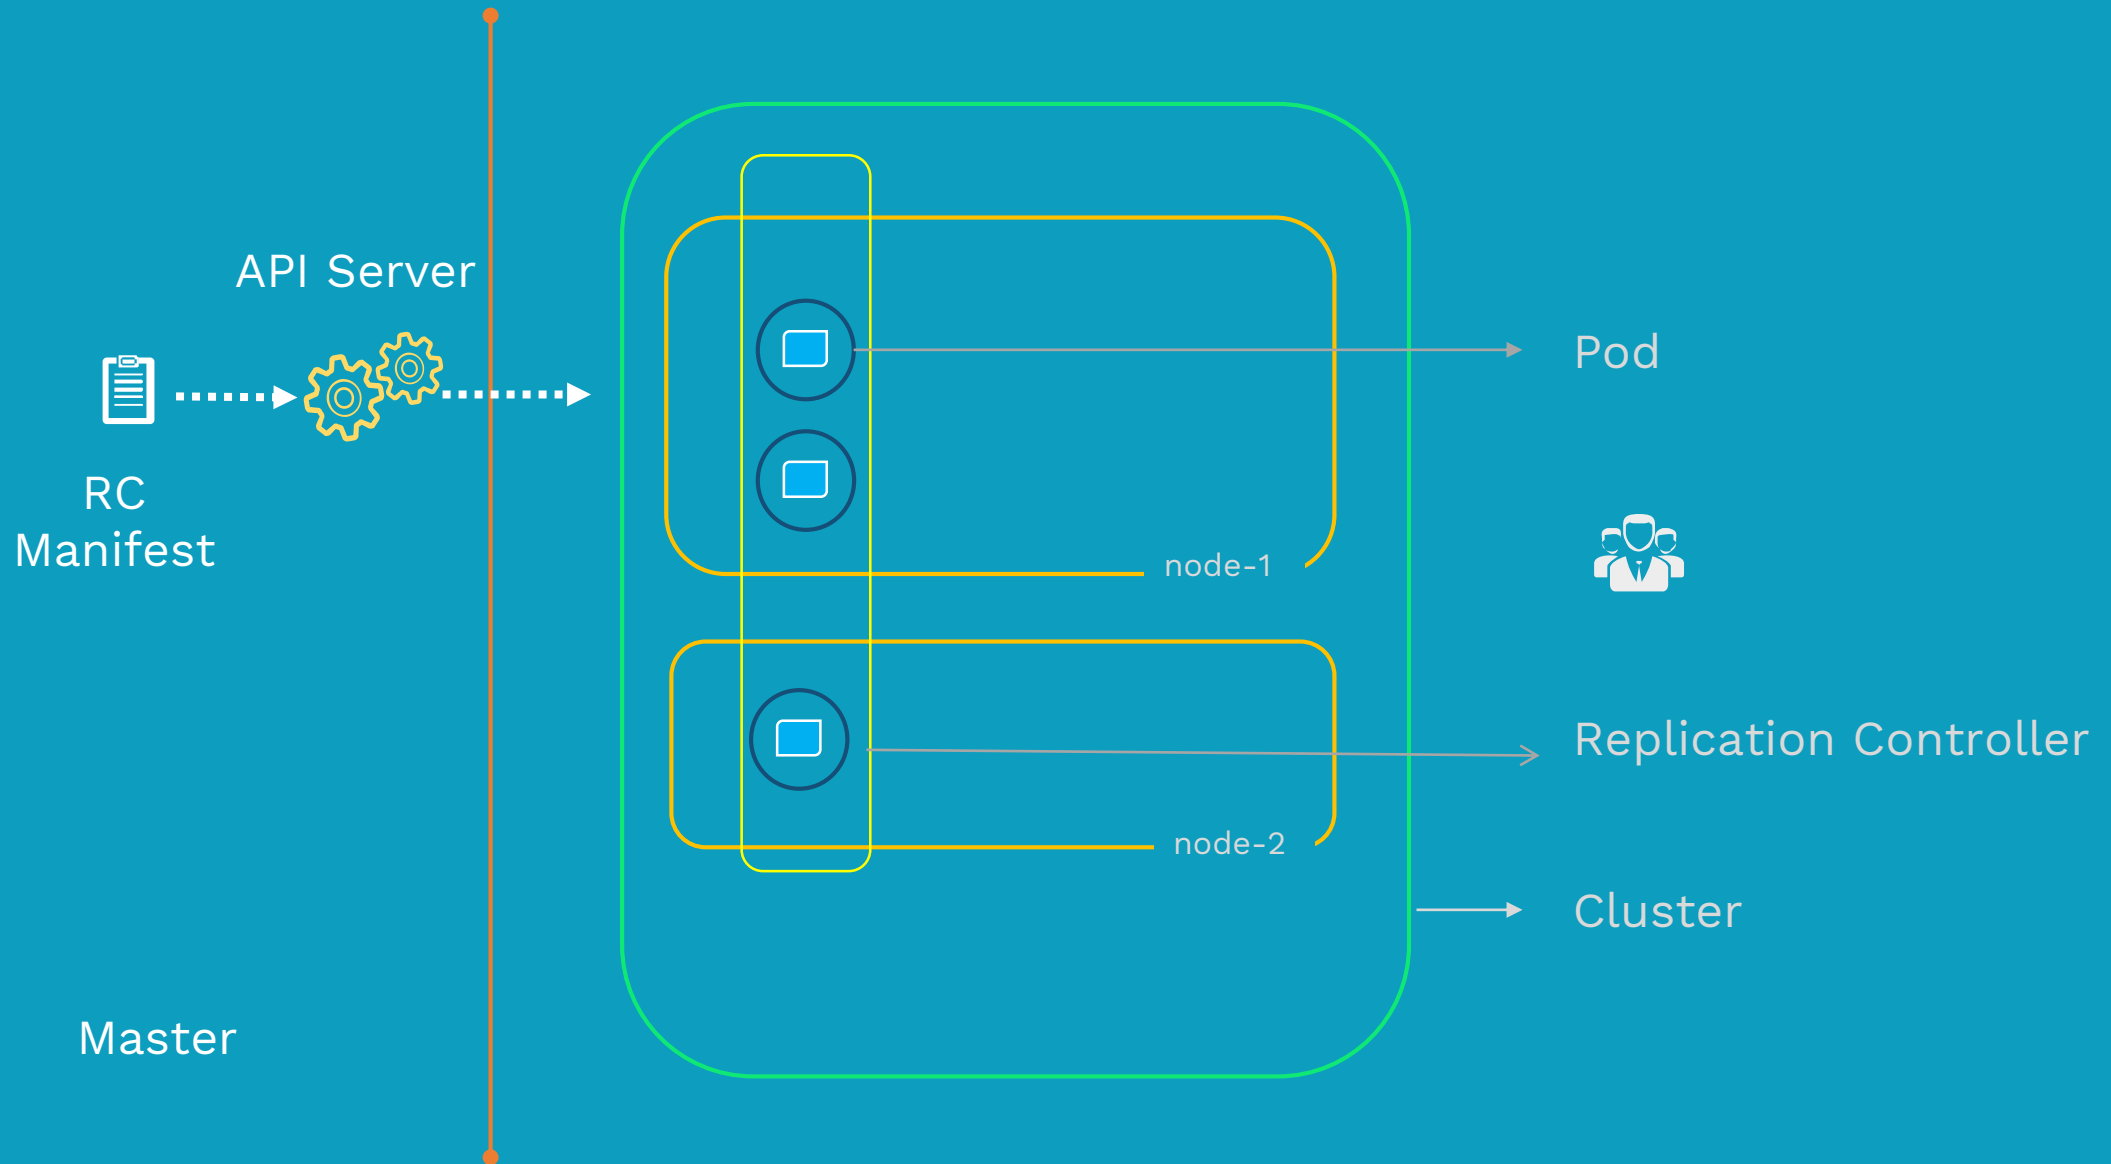 API Server
RC
Manifest
Master
node-1
node-2
Pod
Replication Controller
Cluster